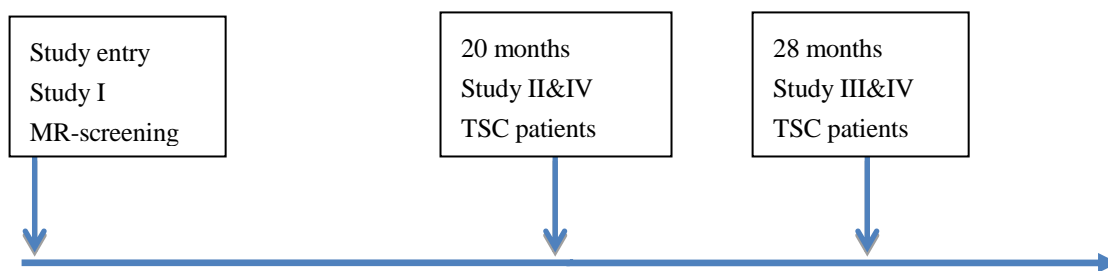 Study entry
Study I
MR-screening
20 months
Study II&IV
TSC patients
28 months
Study III&IV
TSC patients